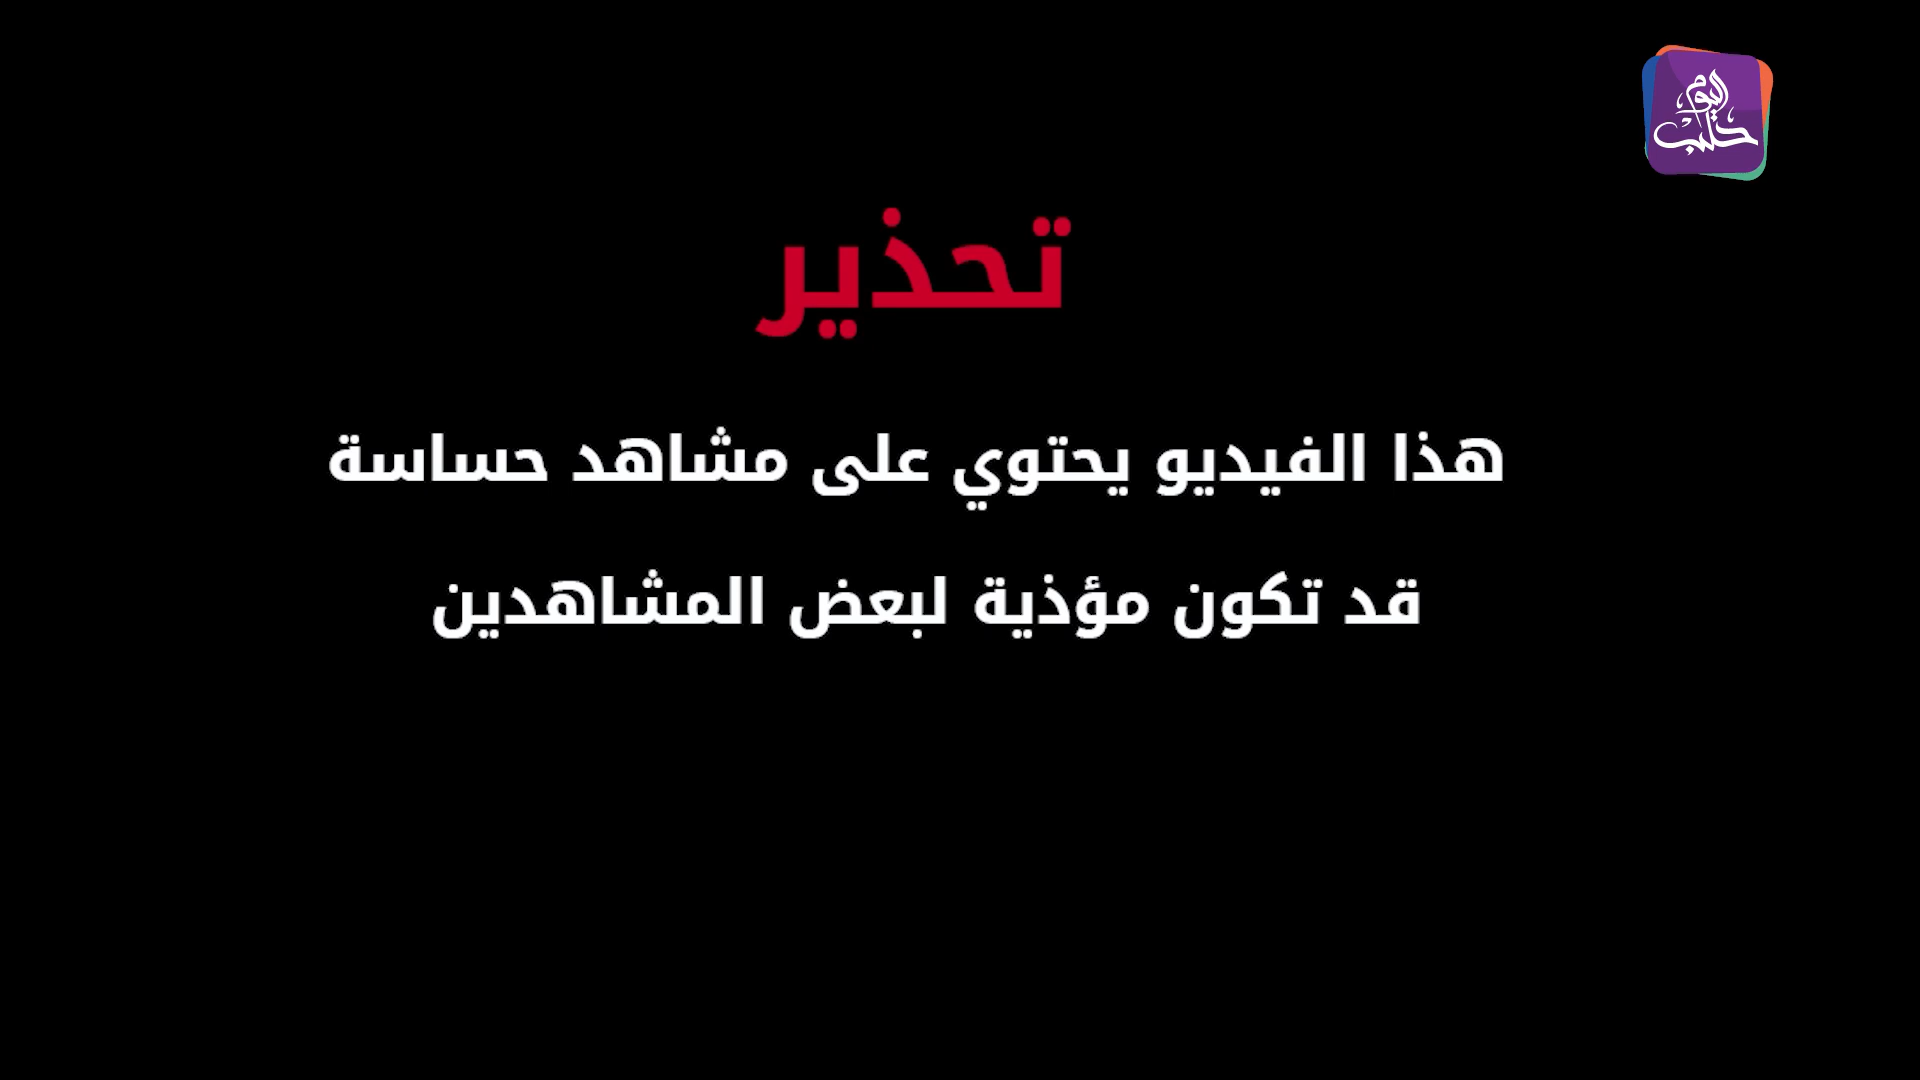 حلب اليوم
تحذير
هذا الفيديو يحتوي على مشاهد حساسة
قد تكون مؤذية لبعض المشاهدين